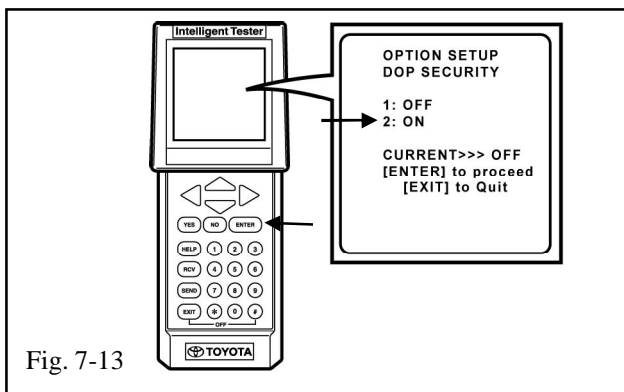 Intelligent Tester
OPTION SETUP
DOP SECURITY
1: OFF
2: ON
CURRENT>>> OFF
[ENTER] to proceed
[EXIT] to Quit
YES NO ENTER
HELP 1 2 3
RCV 4 5 6
SEND 7 8 9
EXIT * 0 #
OFF
TOYOTA
Fig. 7-13